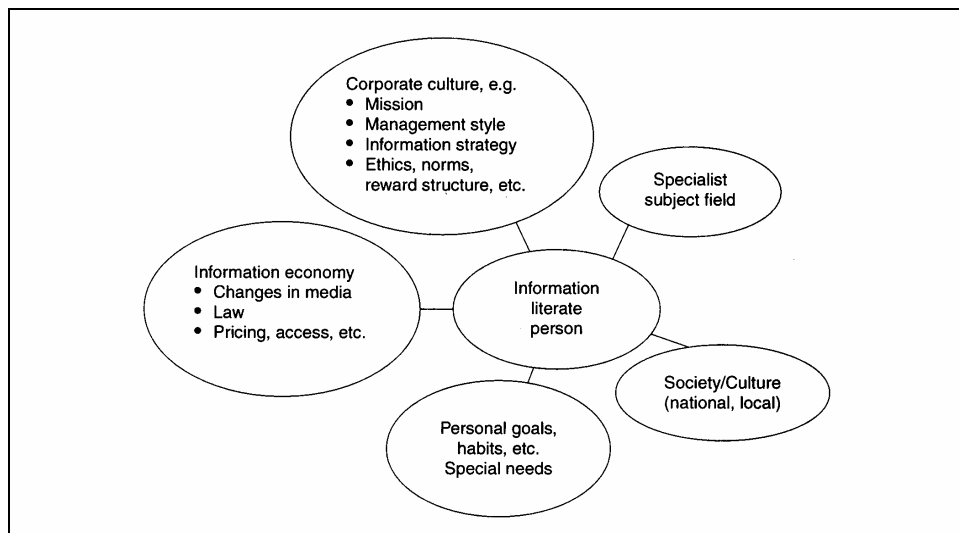 Corporate culture, e.g.
• Mission
• Management style
• Information strategy
• Ethics, norms,
reward structure, etc.
Specialist
subject field
Information economy
• Changes in media
• Law
• Pricing, access, etc.
Information
literate
person
Society/Culture
(national, local)
Personal goals,
habits, etc.
Special needs